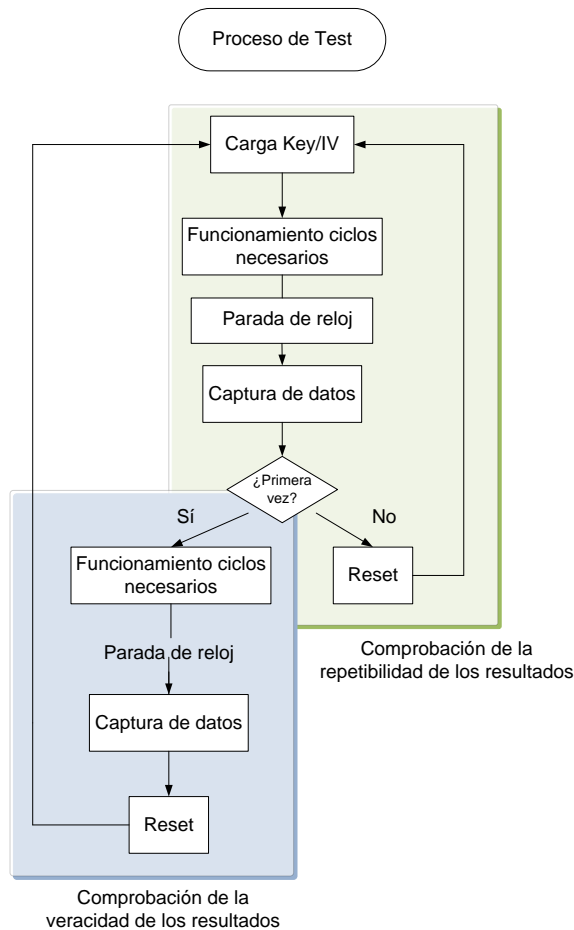 Proceso de Test
Carga Key/IV
Funcionamiento ciclos
necesarios
Parada de reloj
Captura de datos
¿Primera
vez?
Sí
No
Funcionamiento ciclos
necesarios
Reset
Comprobación de la
repetibilidad de los resultados
Parada de reloj
Captura de datos
Reset
Comprobación de la
veracidad de los resultados